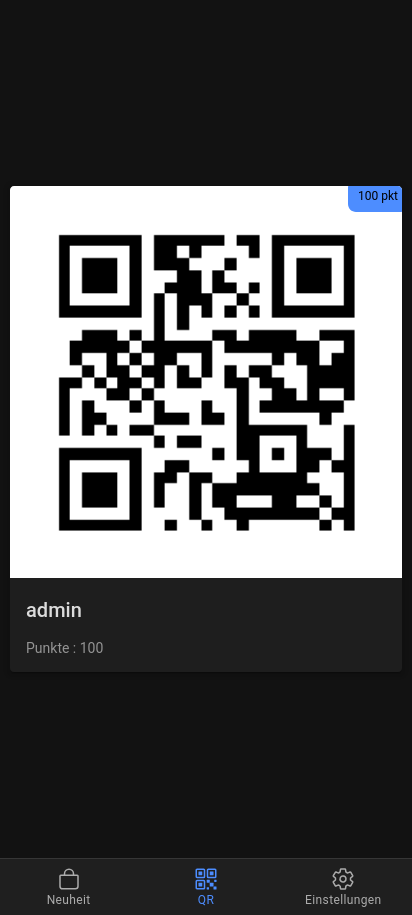 100 pkt
admin
Punkte : 100
Neuheit
QR
Einstellungen